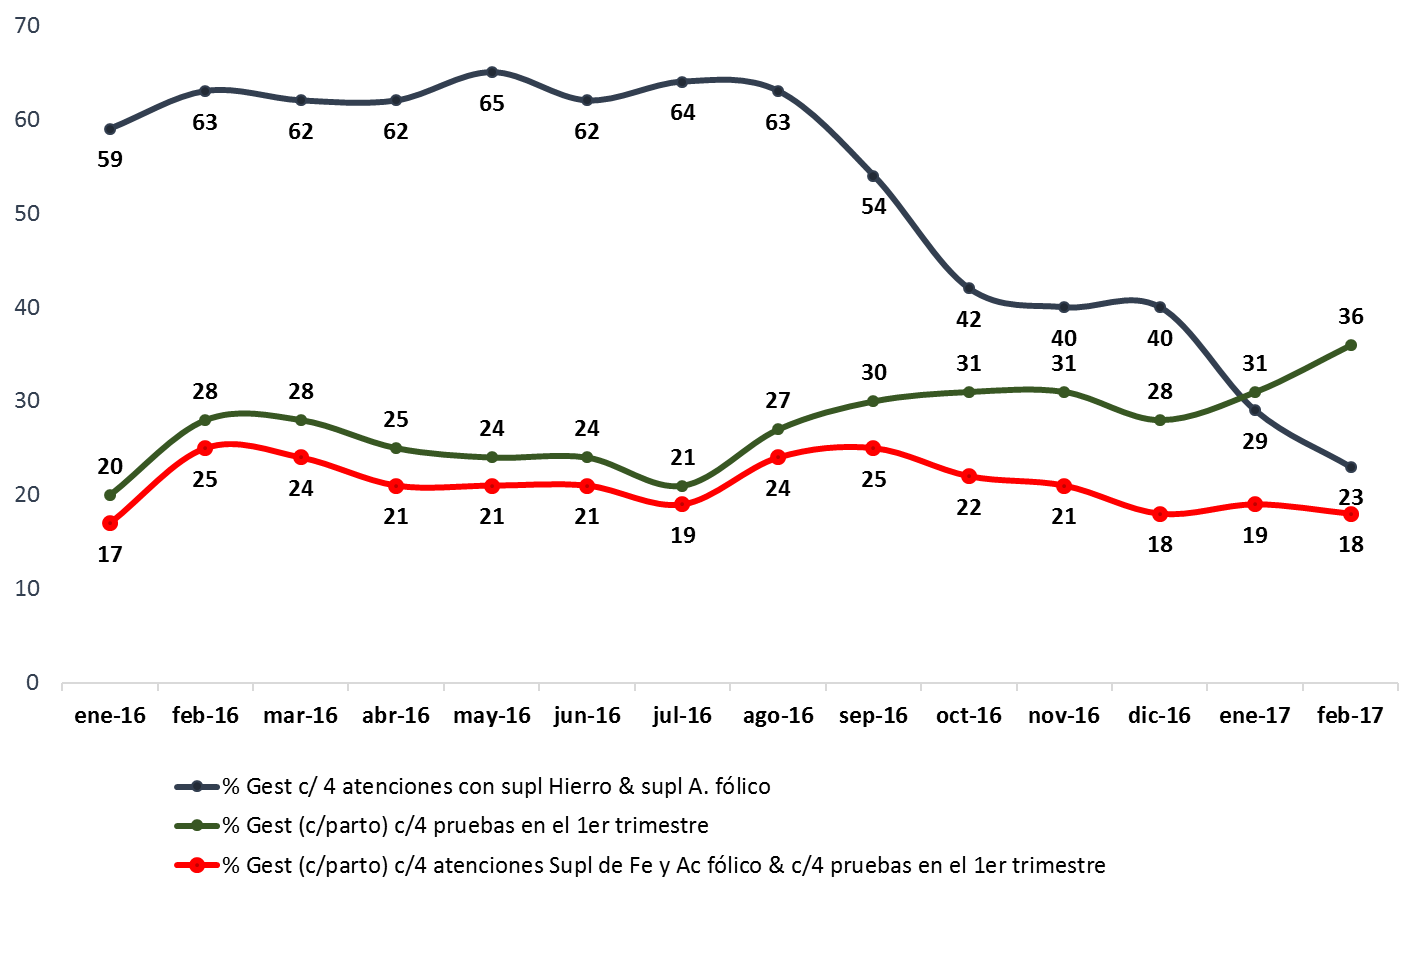 70
60
50
40
30
20
10
0
59 63 62 62 65 62 64 63 54 42 40 40 29 23
20 28 28 25 24 24 21 27 30 31 31 28 31 36
17 25 24 21 21 21 19 24 25 22 21 18 19 18
ene-16 feb-16 mar-16 abr-16 may-16 jun-16 jul-16 ago-16 sep-16 oct-16 nov-16 dic-16 ene-17 feb-17
% Gest c/ 4 atenciones con supl Hierro & supl A. fólico
% Gest (c/parto) c/4 pruebas en el 1er trimestre
% Gest (c/parto) c/4 atenciones Supl de Fe y Ac fólico & c/4 pruebas en el 1er trimestre